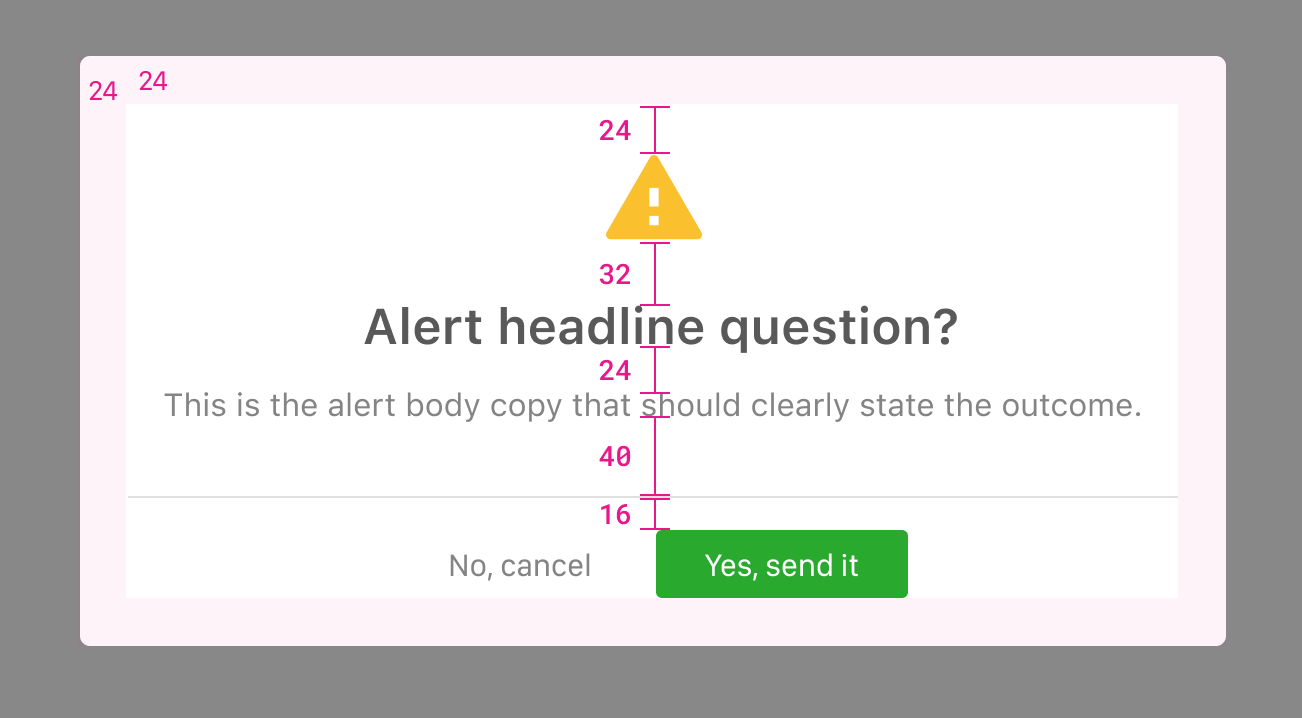 24
24
24
32
Alert headline question?
24
This is the alert body copy that should clearly state the outcome.
40
16
No, cancel
Yes, send it